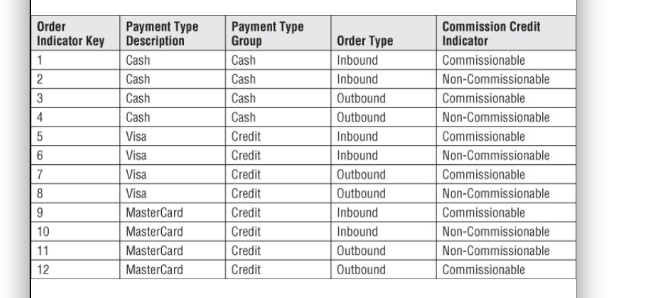 Order Indicator Key Payment Type Description Payment Type Group Order Type Commission Credit Indicator
1 Cash Cash Inbound Commissionable
2 Cash Cash Inbound Non-Commissionable
3 Cash Cash Outbound Commissionable
4 Cash Cash Outbound Non-Commissionable
5 Visa Credit Inbound Commissionable
6 Visa Credit Inbound Non-Commissionable
7 Visa Credit Outbound Commissionable
8 Visa Credit Outbound Non-Commissionable
9 MasterCard Credit Inbound Commissionable
10 MasterCard Credit Inbound Non-Commissionable
11 MasterCard Credit Outbound Non-Commissionable
12 MasterCard Credit Outbound Commissionable